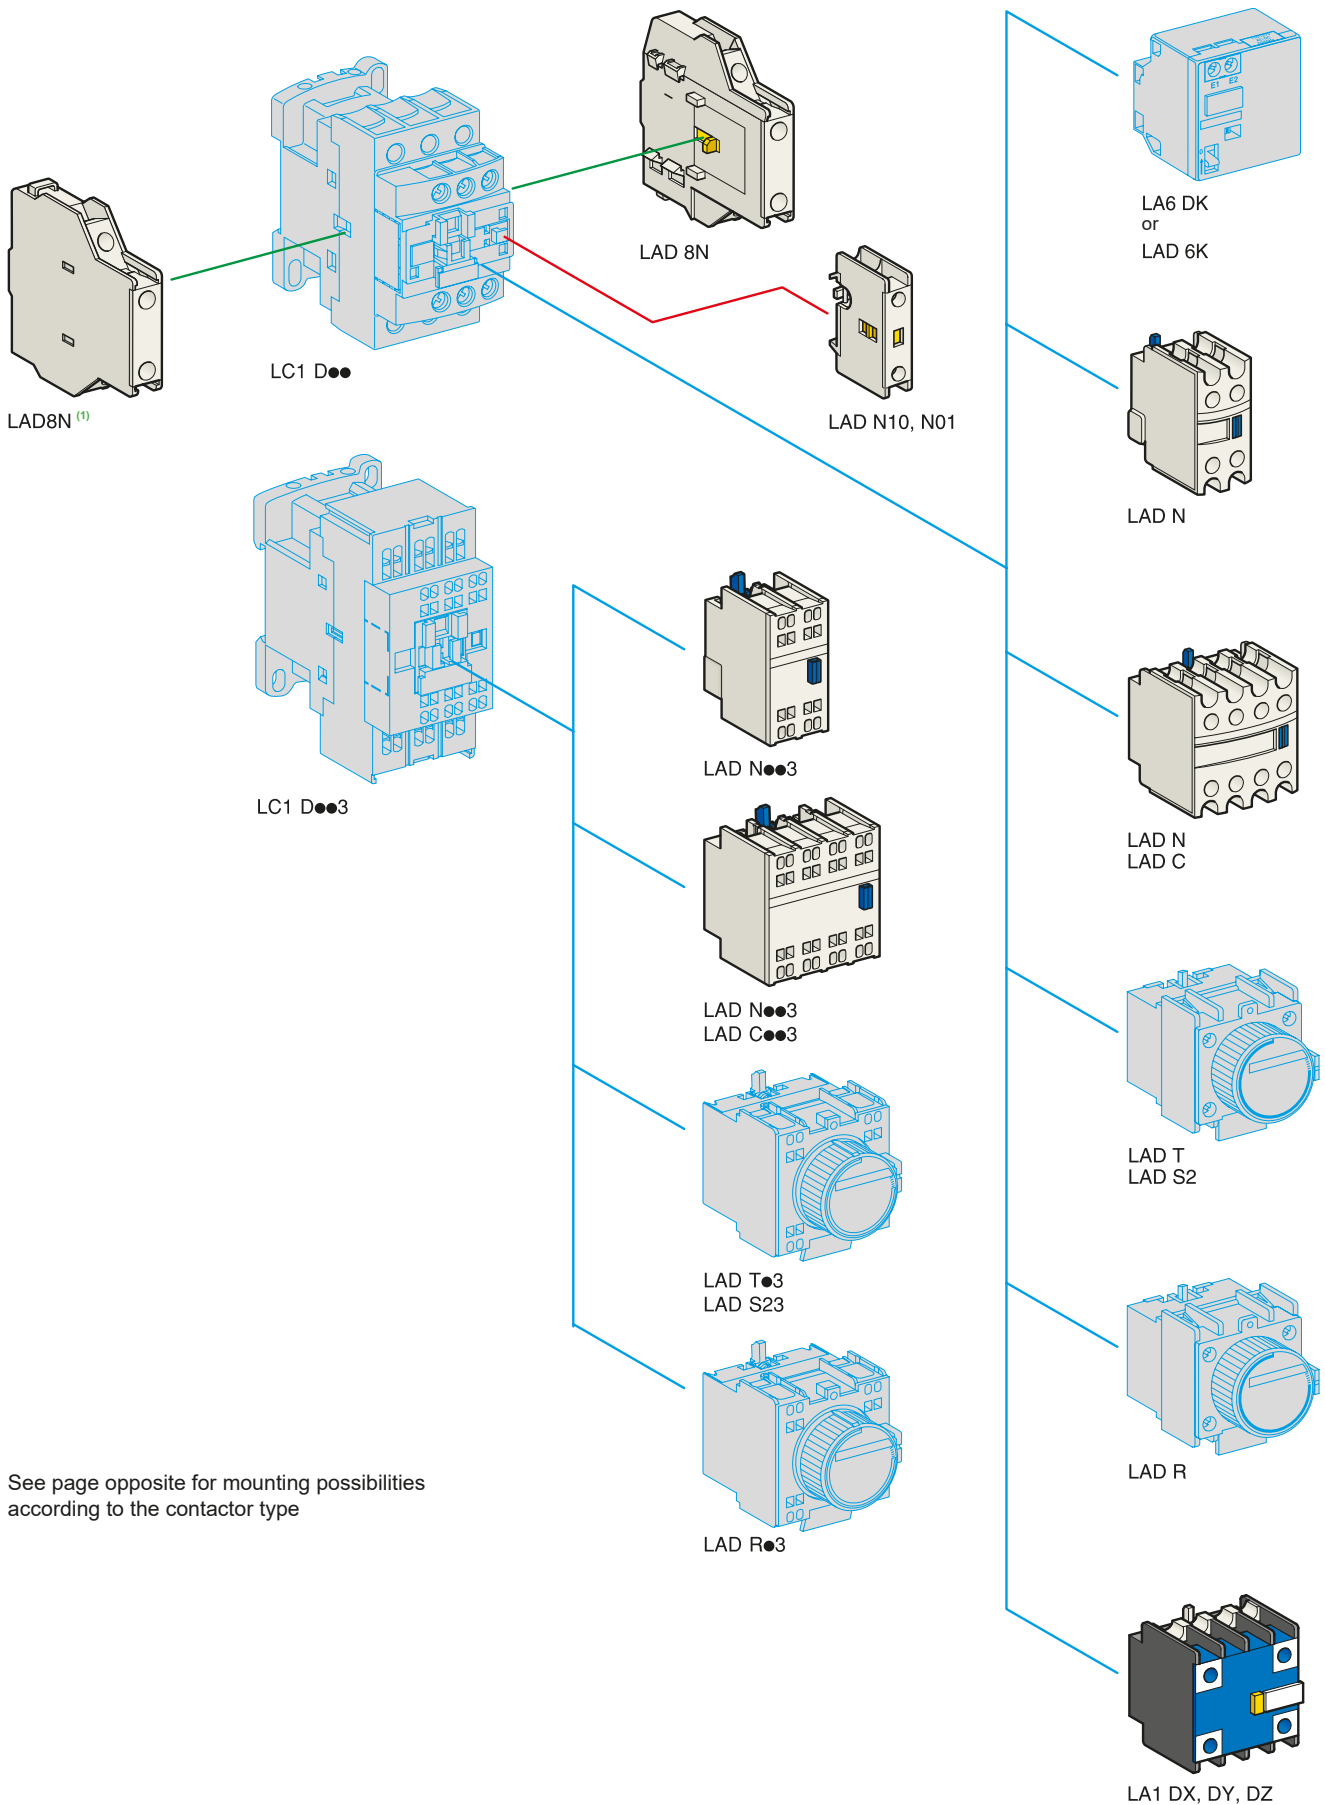 E1 E2
LA6 DK
or
LAD 6K
LAD 8N
LC1 D●●
LAD8N (1)
LAD N10, N01
LAD N
LAD N●●3
LC1 D●●3
LAD N
LAD C
LAD N●●3
LAD C●●3
LAD T
LAD S2
LAD T●3
LAD S23
LAD R
See page opposite for mounting possibilities
according to the contactor type
LAD R●3
LA1 DX, DY, DZ